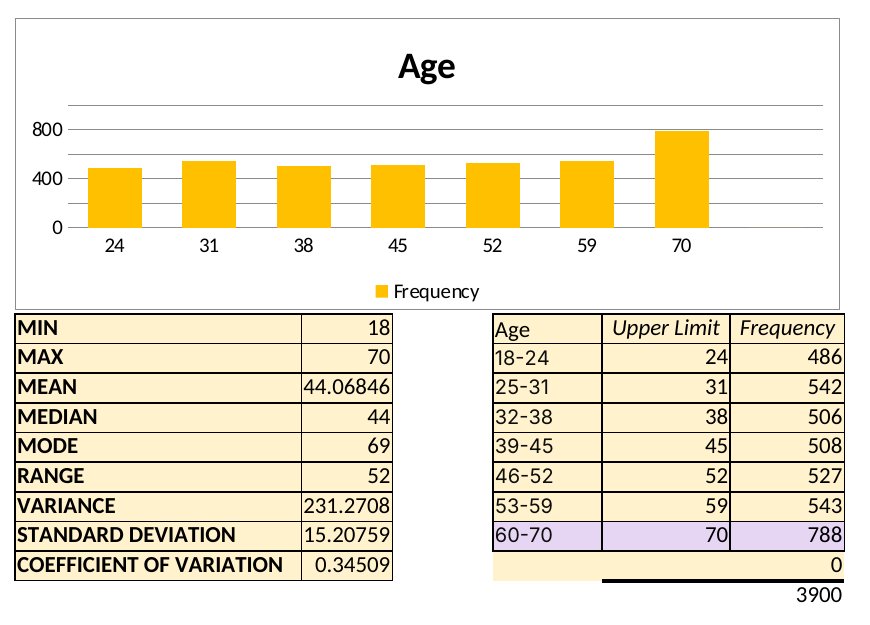 Age
800
400
0
24 31 38 45 52 59 70
Frequency
MIN 18
MAX 70
MEAN 44.06846
MEDIAN 44
MODE 69
RANGE 52
VARIANCE 231.2708
STANDARD DEVIATION 15.20759
COEFFICIENT OF VARIATION 0.34509
Age Upper Limit Frequency
18-24 24 486
25-31 31 542
32-38 38 506
39-45 45 508
46-52 52 527
53-59 59 543
60-70 70 788
0
3900